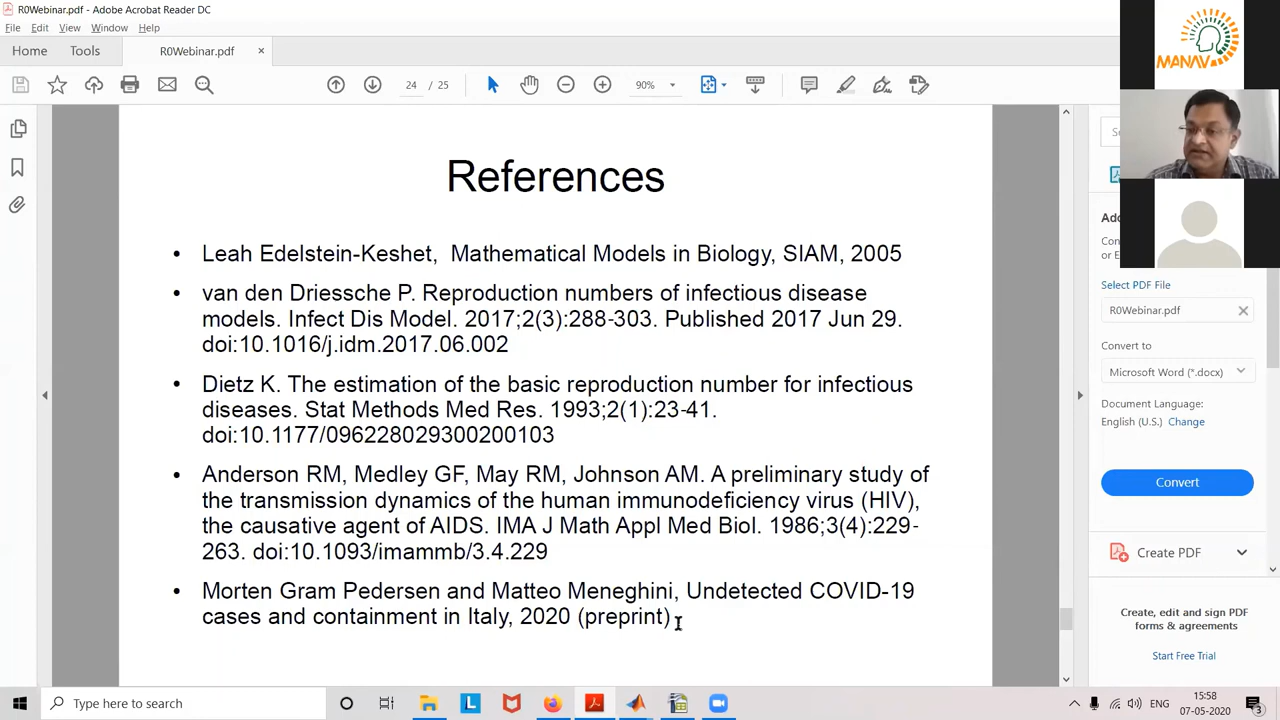 R0Webinar.pdf - Adobe Acrobat Reader DC
File Edit View Window Help
Home Tools R0Webinar.pdf ×
24 / 25 90%
References
• Leah Edelstein-Keshet, Mathematical Models in Biology, SIAM, 2005
• van den Driessche P. Reproduction numbers of infectious disease
models. Infect Dis Model. 2017;2(3):288-303. Published 2017 Jun 29.
doi:10.1016/j.idm.2017.06.002
• Dietz K. The estimation of the basic reproduction number for infectious
diseases. Stat Methods Med Res. 1993;2(1):23-41.
doi:10.1177/096228029300200103
• Anderson RM, Medley GF, May RM, Johnson AM. A preliminary study of
the transmission dynamics of the human immunodeficiency virus (HIV),
the causative agent of AIDS. IMA J Math Appl Med Biol. 1986;3(4):229-
263. doi:10.1093/imammb/3.4.229
• Morten Gram Pedersen and Matteo Meneghini, Undetected COVID-19
cases and containment in Italy, 2020 (preprint)
MANAV
Select PDF File
R0Webinar.pdf
Convert to
Microsoft Word (*.docx)
Document Language:
English (U.S.) Change
Convert
Create PDF
Create, edit and sign PDF
forms & agreements
Start Free Trial
Type here to search
15:58
07-05-2020
3